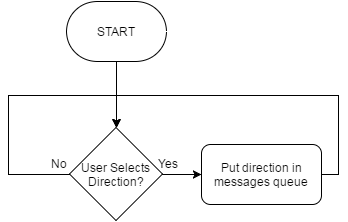 START
No
User Selects
Direction?
Yes
Put direction in
messages queue